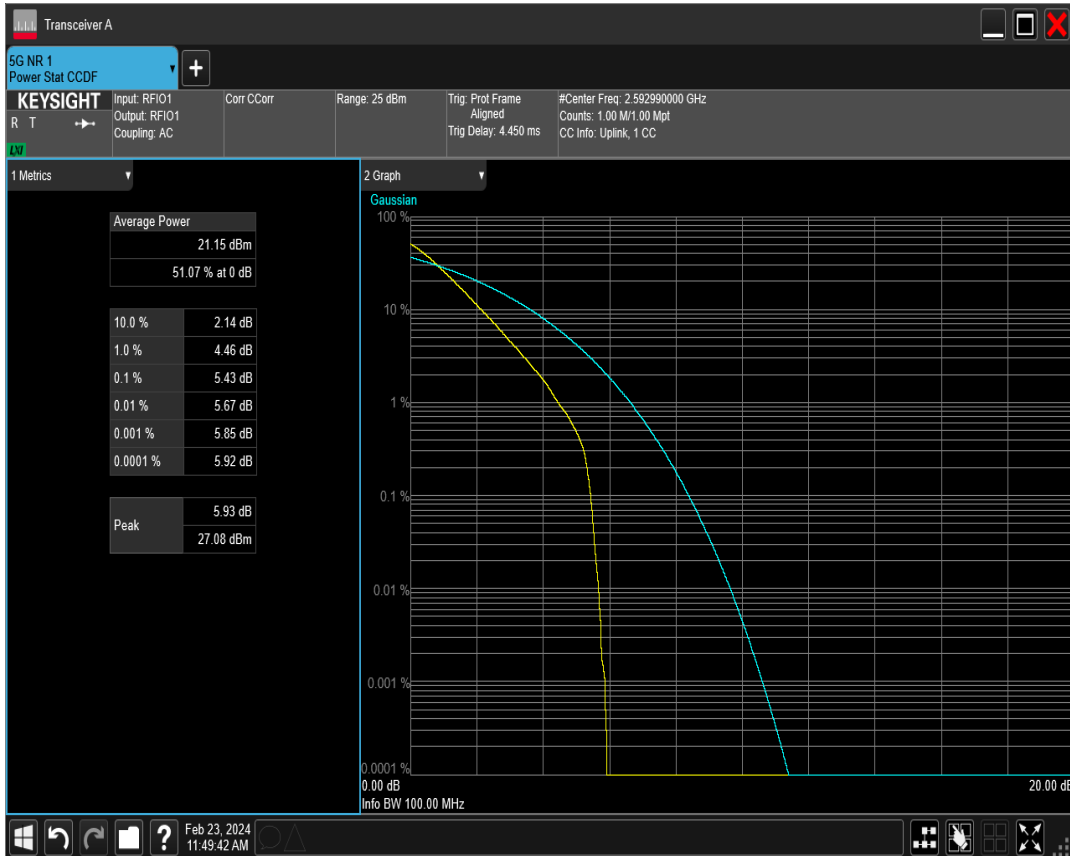 Transceiver A
5G NR 1
Power Stat CCDF
KEYSIGHT
R T
LXI
Input: RFIO1
Output: RFIO1
Coupling: AC
Corr CCorr
Range: 25 dBm
Trig: Prot Frame
Aligned
Trig Delay: 4.450 ms
#Center Freq: 2.592990000 GHz
Counts: 1.00 M/1.00 Mpt
CC Info: Uplink, 1 CC
1 Metrics
Average Power
21.15 dBm
51.07 % at 0 dB
10.0 % 2.14 dB
1.0 % 4.46 dB
0.1 % 5.43 dB
0.01 % 5.67 dB
0.001 % 5.85 dB
0.0001 % 5.92 dB
Peak
5.93 dB
27.08 dBm
2 Graph
Gaussian
100 %
10 %
1 %
0.1 %
0.01 %
0.001 %
0.0001 %
0.00 dB
20.00 dB
Info BW 100.00 MHz
?
Feb 23, 2024
11:49:42 AM